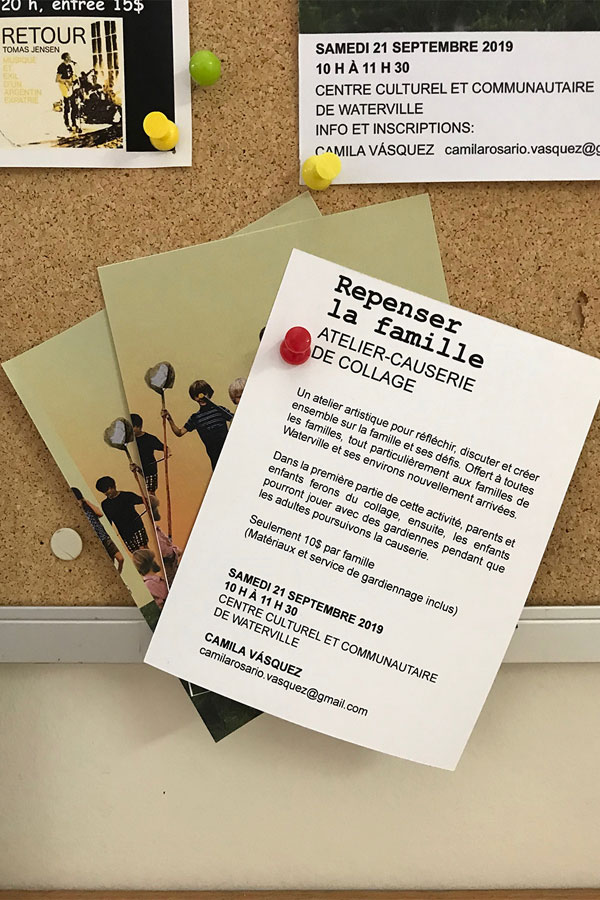 20 h, entrée 15$
RETOUR
TOMAS JENSEN
MUSIQUE
ET
EXIL
D'UN
ARGENTIN
EXPATRIÉ
SAMEDI 21 SEPTEMBRE 2019
10 H À 11 H 30
CENTRE CULTUREL ET COMMUNAUTAIRE
DE WATERVILLE
INFO ET INSCRIPTIONS:
CAMILA VÁSQUEZ camilarosario.vasquez@g
Repenser
la famille
ATELIER-CAUSERIE
DE COLLAGE
Un atelier artistique pour réfléchir, discuter et créer
ensemble sur la famille et ses défis. Offert à toutes
les familles, tout particulièrement aux familles de
Waterville et ses environs nouvellement arrivées.
Dans la première partie de cette activité, parents et
enfants ferons du collage, ensuite, les enfants
pourront jouer avec des gardiennes pendant que
les adultes poursuivons la causerie.
Seulement 10$ par famille
(Matériaux et service de gardiennage inclus)
SAMEDI 21 SEPTEMBRE 2019
10 H À 11 H 30
CENTRE CULTUREL ET COMMUNAUTAIRE
DE WATERVILLE
CAMILA VÁSQUEZ
camilarosario.vasquez@gmail.com